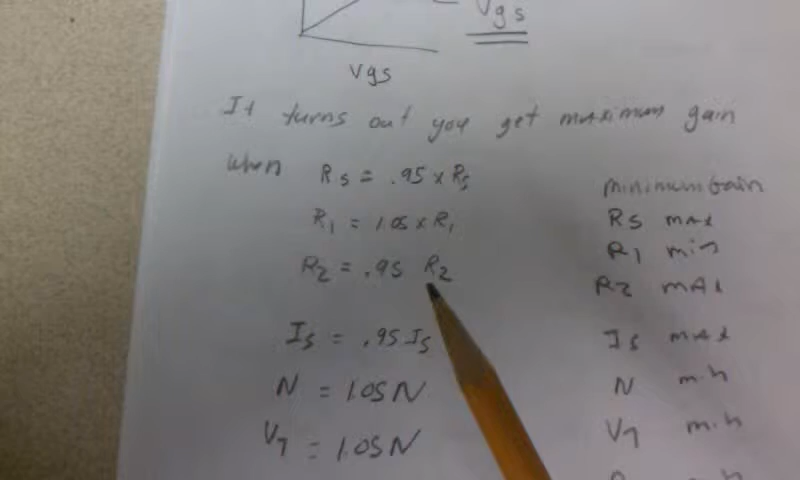 Vgs
Vgs
It turns out you get maximum gain
when Rs = .95 x Rs
minimum Gain
R1 = 1.05 x R1
Rs max
R1 min
R2 = .95 R2
R2 max
Is = .95 Is
Is max
N = 1.05 N
N min
VT = 1.05 N
VT min